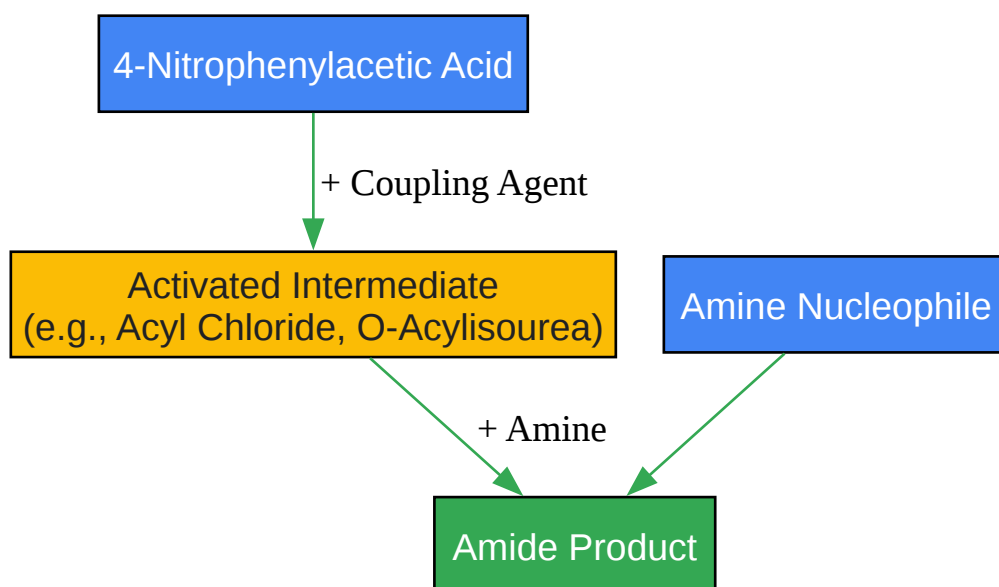 4-Nitrophenylacetic Acid
+ Coupling Agent
Activated Intermediate
(e.g., Acyl Chloride, O-Acylisourea)
Amine Nucleophile
+ Amine
Amide Product